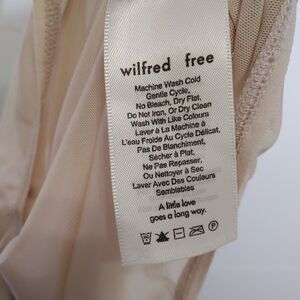 wilfred free
Machine Wash Cold
Gentle Cycle,
No Bleach, Dry Flat,
Do Not Iron, Or Dry Clean
Wash With Like Colours
Laver à La Machine à
L'eau Froide Au Cycle Délicat,
Pas De Blanchiment,
Sécher à Plat,
Ne Pas Repasser,
Ou Nettoyer à Sec
Laver Avec Des Couleurs
Semblables
A little love
goes a long way.
P